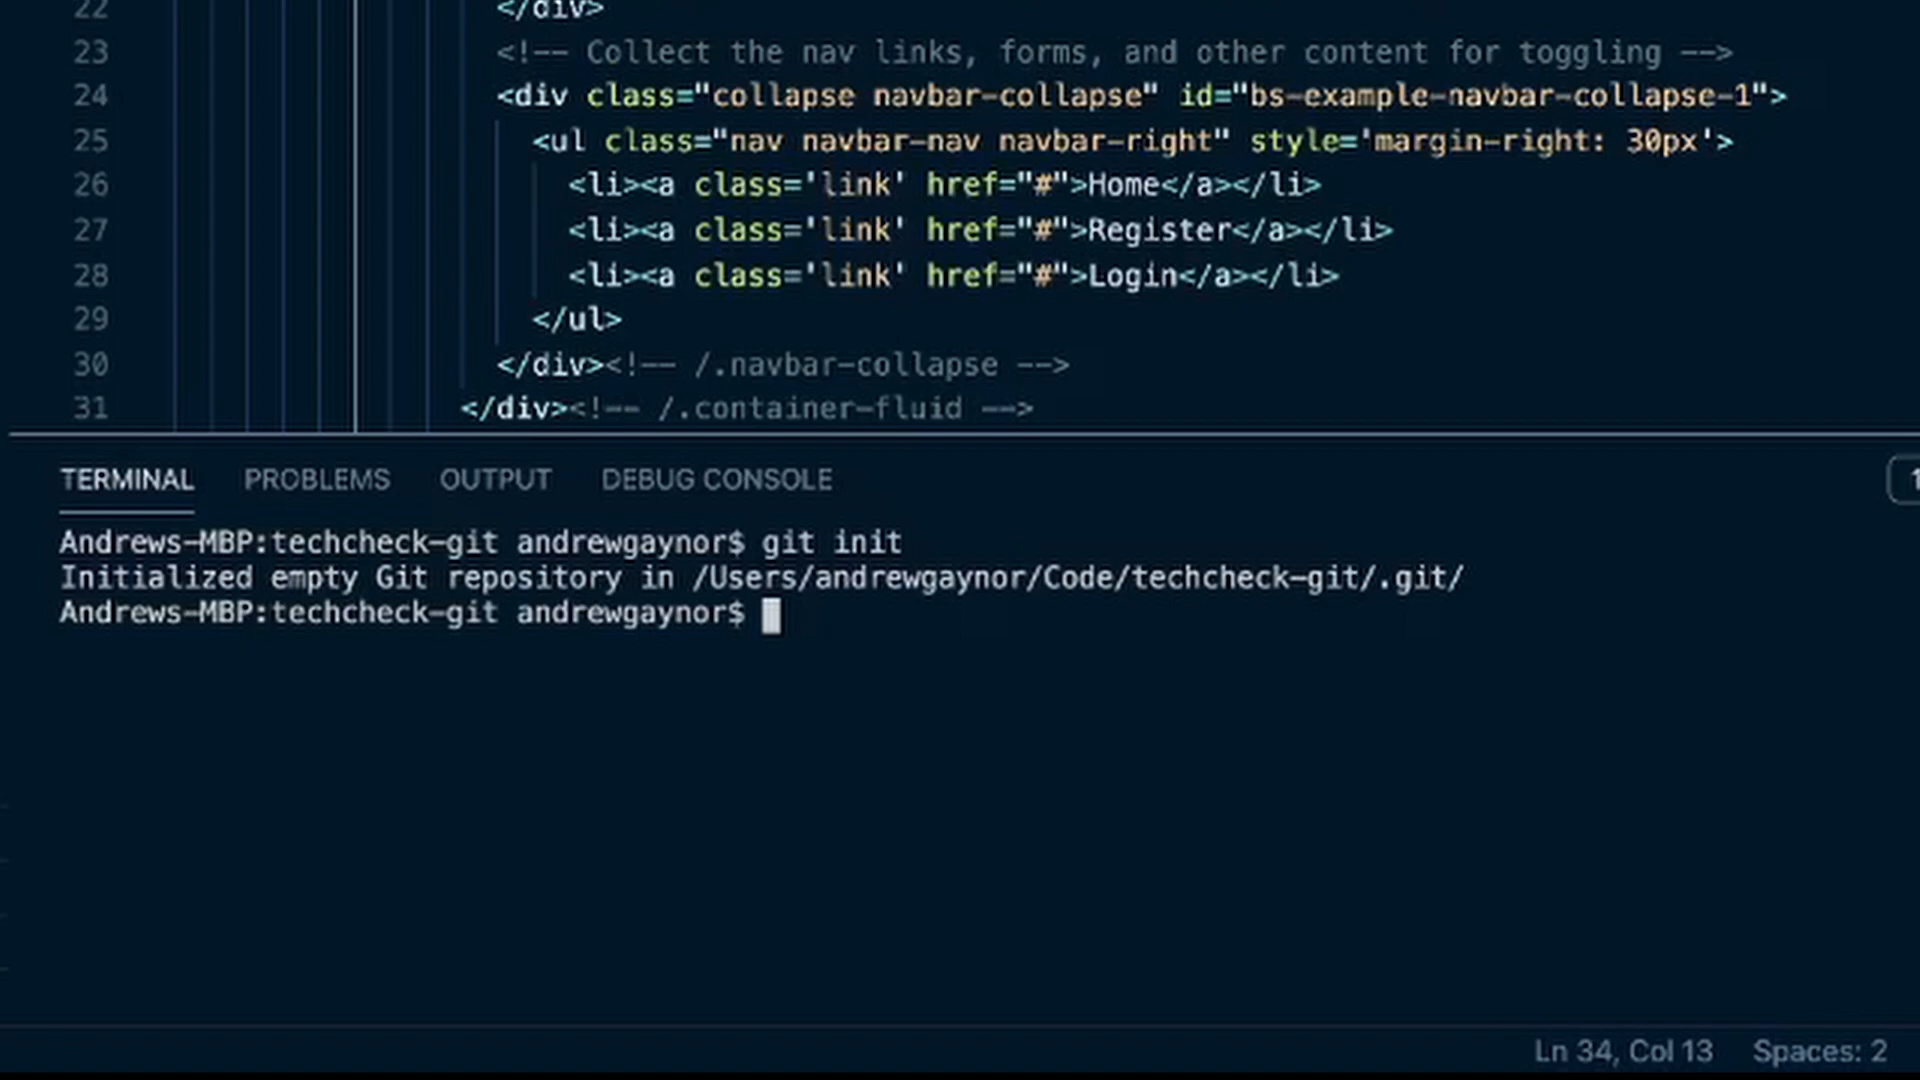 22 </div>
23 <!-- Collect the nav links, forms, and other content for toggling -->
24 <div class="collapse navbar-collapse" id="bs-example-navbar-collapse-1">
25 <ul class="nav navbar-nav navbar-right" style='margin-right: 30px'>
26 <li><a class='link' href="#">Home</a></li>
27 <li><a class='link' href="#">Register</a></li>
28 <li><a class='link' href="#">Login</a></li>
29 </ul>
30 </div><!-- /.navbar-collapse -->
31 </div><!-- /.container-fluid -->
TERMINAL PROBLEMS OUTPUT DEBUG CONSOLE
Andrews-MBP:techcheck-git andrewgaynor$ git init
Initialized empty Git repository in /Users/andrewgaynor/Code/techcheck-git/.git/
Andrews-MBP:techcheck-git andrewgaynor$
Ln 34, Col 13 Spaces: 2